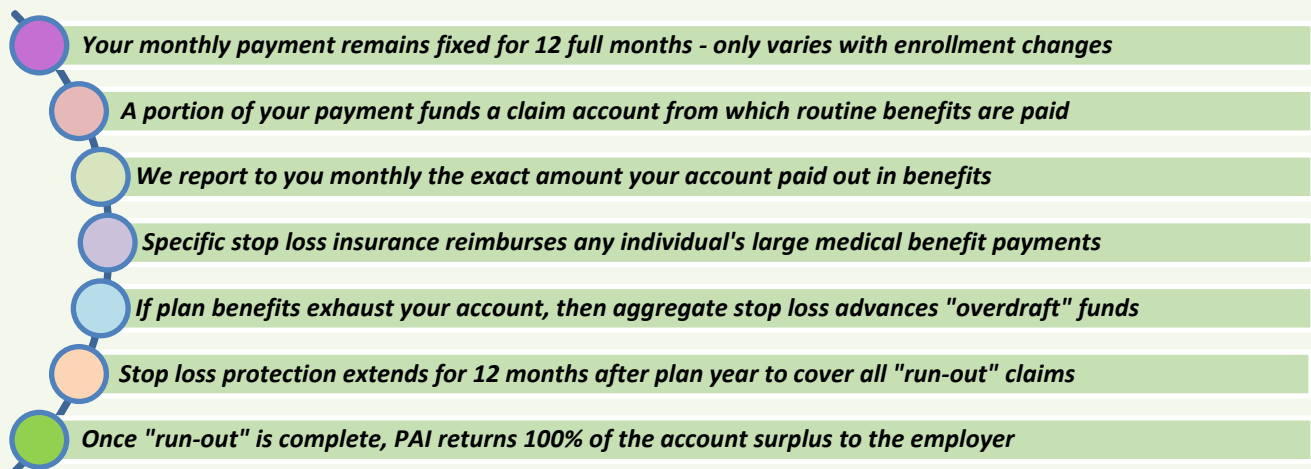 Your monthly payment remains fixed for 12 full months - only varies with enrollment changes
A portion of your payment funds a claim account from which routine benefits are paid
We report to you monthly the exact amount your account paid out in benefits
Specific stop loss insurance reimburses any individual's large medical benefit payments
If plan benefits exhaust your account, then aggregate stop loss advances "overdraft" funds
Stop loss protection extends for 12 months after plan year to cover all "run-out" claims
Once "run-out" is complete, PAI returns 100% of the account surplus to the employer